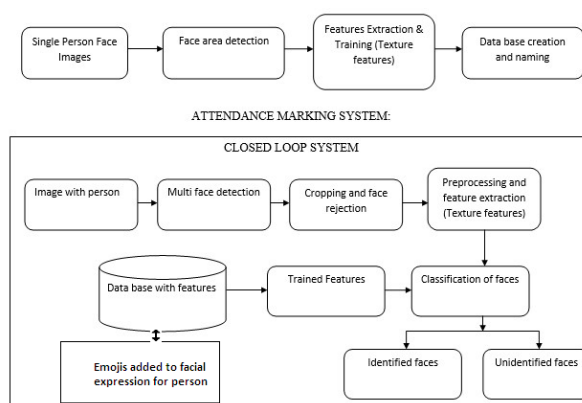 Single Person Face
Images
Face area detection
Features Extraction &
Training (Texture
features)
Data base creation
and naming
ATTENDANCE MARKING SYSTEM:
CLOSED LOOP SYSTEM
Image with person
Multi face detection
Cropping and face
rejection
Preprocessing and
feature extraction
(Texture features)
Data base with features
Trained Features
Classification of faces
Emojis added to facial
expression for person
Identified faces
Unidentified faces